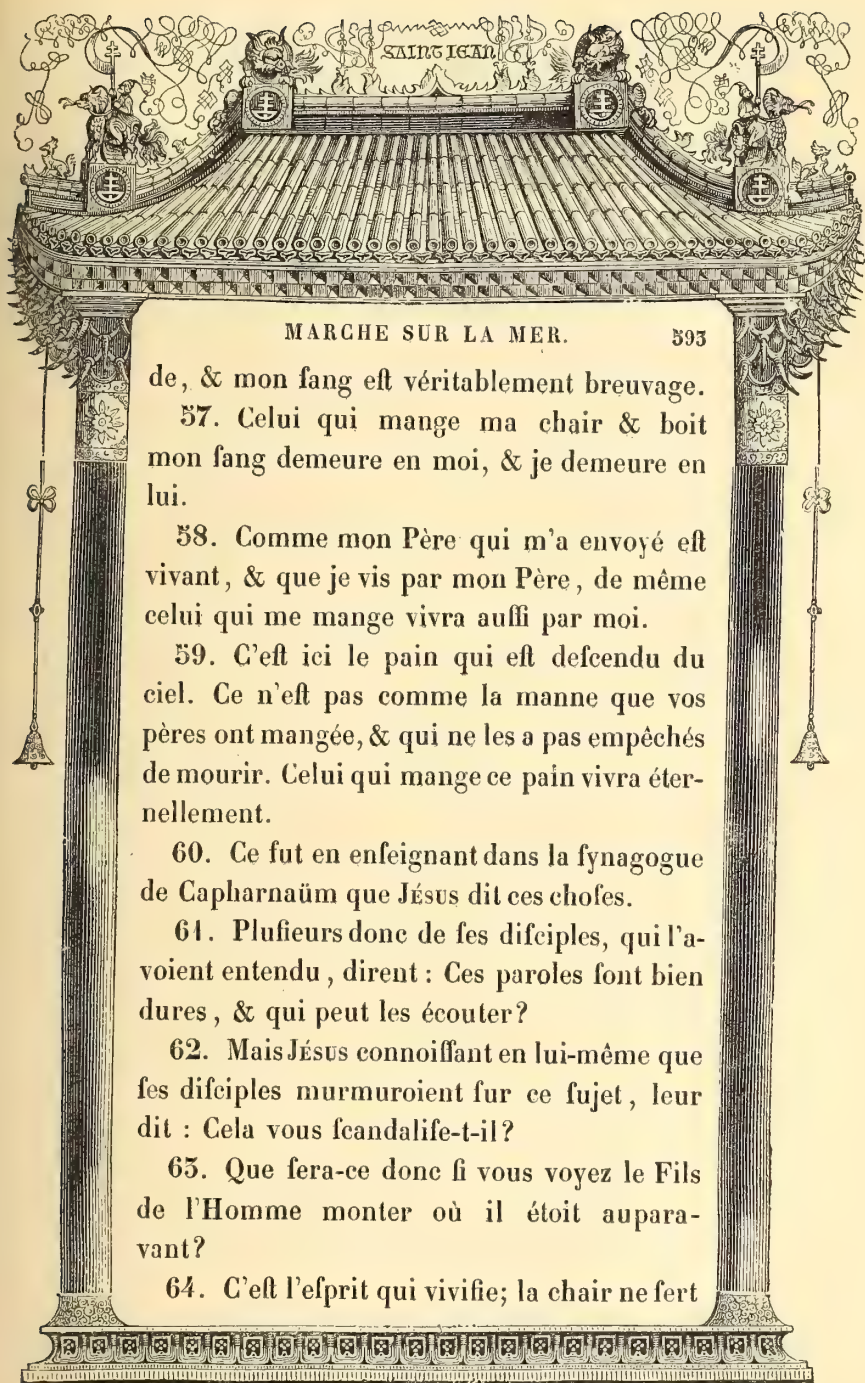 SAINT IEAN
MARCHE SUR LA MER. 593
de, & mon ſang eſt véritablement breuvage.
57. Celui qui mange ma chair & boit
mon ſang demeure en moi, & je demeure en
lui.
58. Comme mon Père qui m'a envoyé eſt
vivant, & que je vis par mon Père, de même
celui qui me mange vivra auſſi par moi.
59. C'eſt ici le pain qui eſt deſcendu du
ciel. Ce n'eſt pas comme la manne que vos
pères ont mangée, & qui ne les a pas empêchés
de mourir. Celui qui mange ce pain vivra éter-
nellement.
60. Ce fut en enſeignant dans la ſynagogue
de Capharnaüm que JÉSUS dit ces choſes.
61. Pluſieurs donc de ſes diſciples, qui l'a-
voient entendu, dirent : Ces paroles ſont bien
dures, & qui peut les écouter?
62. Mais JÉSUS connoiſſant en lui-même que
ſes diſciples murmuroient ſur ce ſujet, leur
dit : Cela vous ſcandaliſe-t-il?
63. Que ſera-ce donc ſi vous voyez le Fils
de l'Homme monter où il étoit aupara-
vant?
64. C'eſt l'eſprit qui vivifie; la chair ne ſert